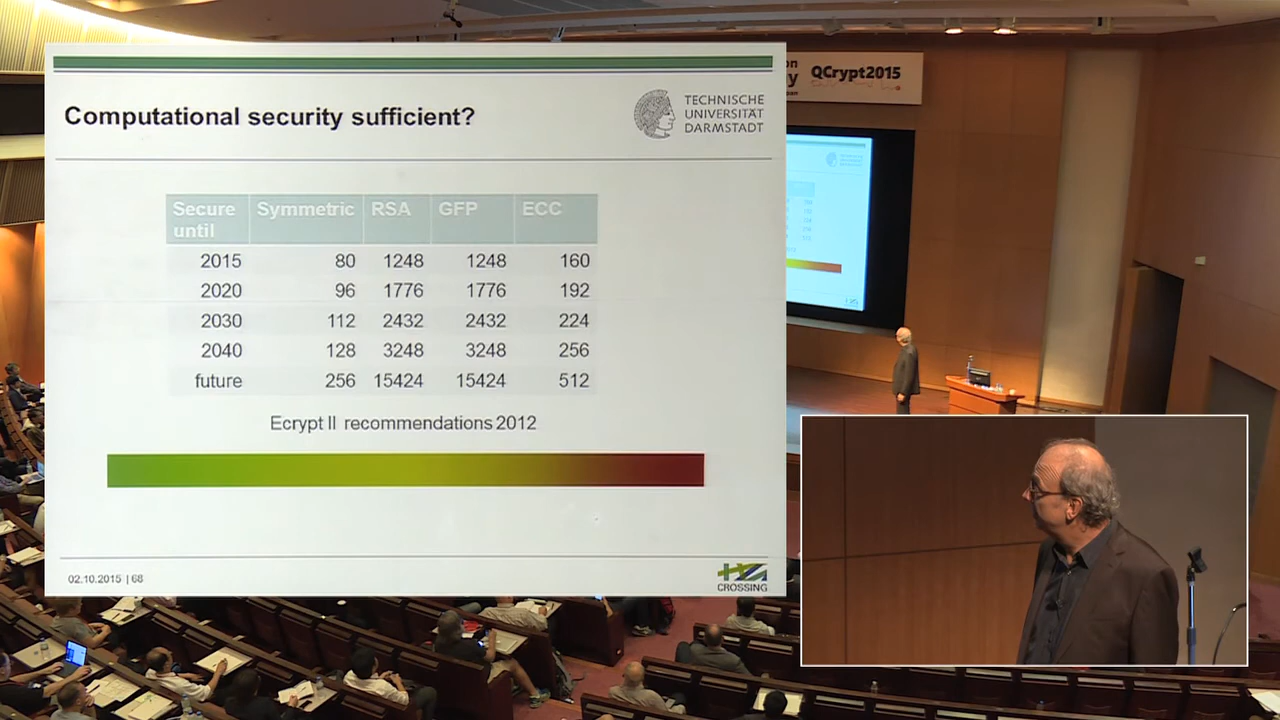 Computational security sufficient?
TECHNISCHE
UNIVERSITÄT
DARMSTADT
Secure until Symmetric RSA GFP ECC
2015 80 1248 1248 160
2020 96 1776 1776 192
2030 112 2432 2432 224
2040 128 3248 3248 256
future 256 15424 15424 512
Ecrypt II recommendations 2012
02.10.2015 | 68
CROSSING
on
y QCrypt2015
pan